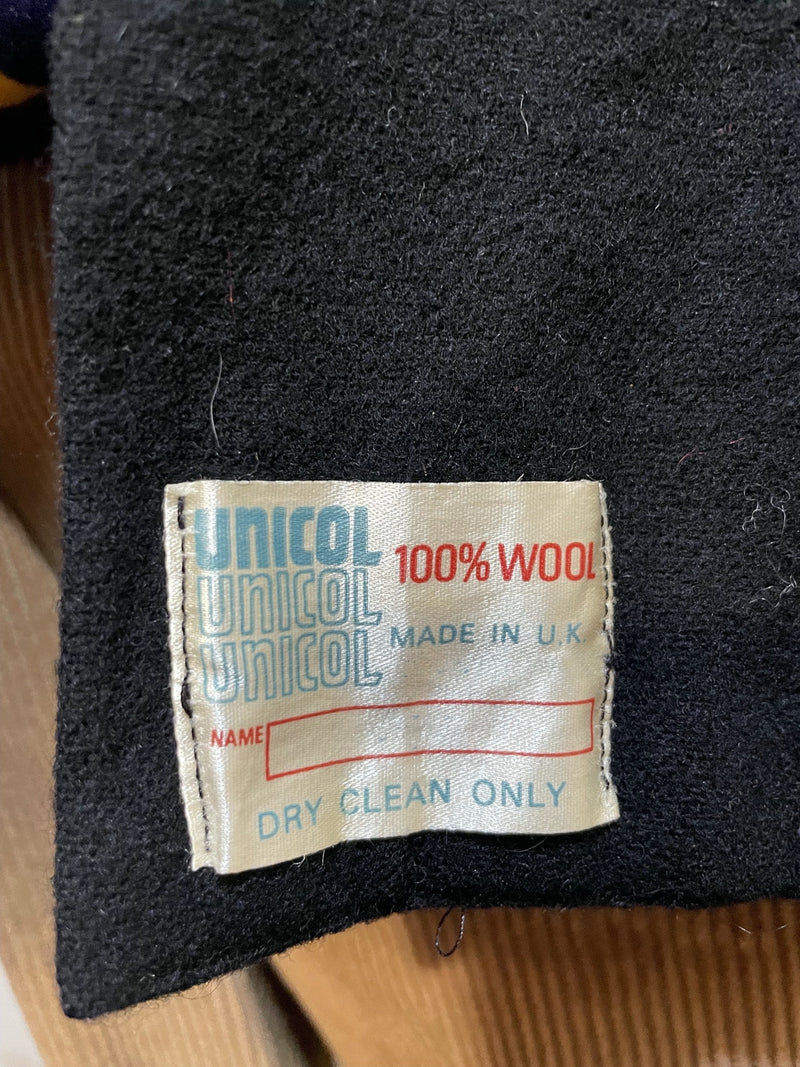 UNICOL
UNICOL
UNICOL
100% WOOL
MADE IN U.K.
NAME
DRY CLEAN ONLY